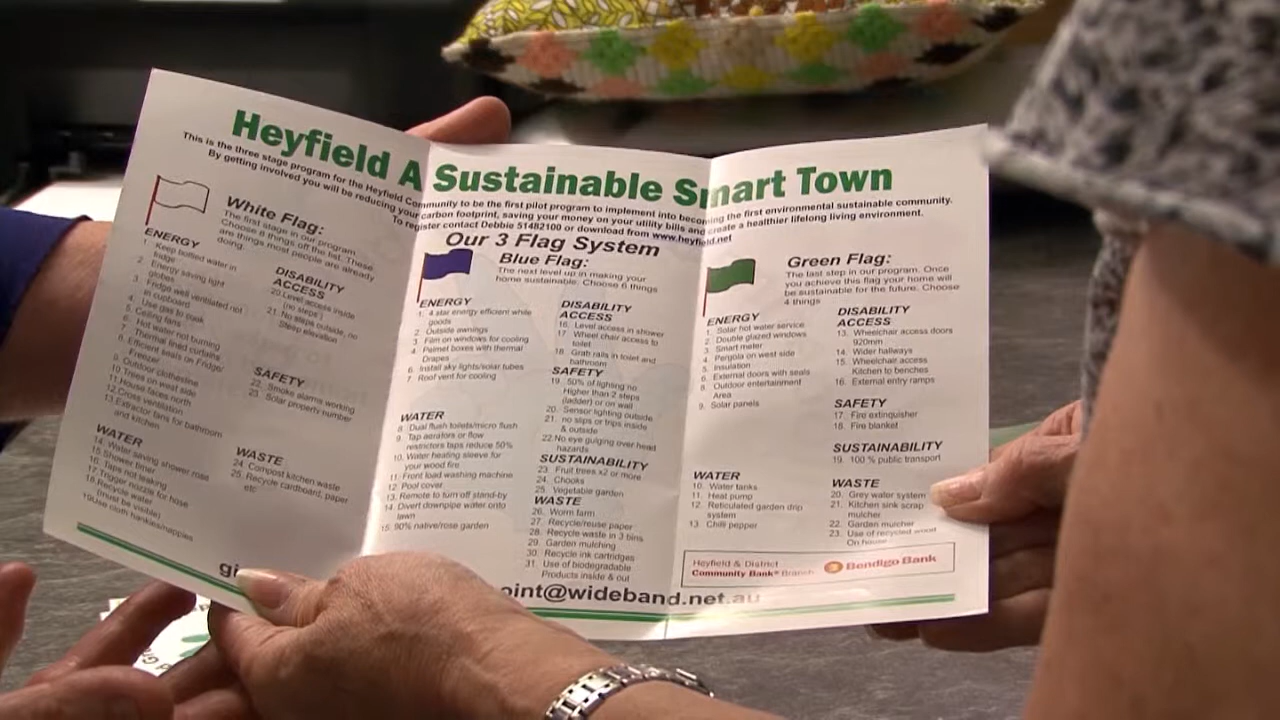 Heyfield A Sustainable Smart Town
This is the three stage program for the Heyfield Community to be the first pilot program to implement into becoming the first environmental sustainable community.
By getting involved you will be reducing your carbon footprint, saving your money on your utility bills and create a healthier lifelong living environment.
To register contact Debbie 51482100 or download from www.heyfield.net
Our 3 Flag System
White Flag:
The first stage in our program.
Choose 8 things off the list. These
are things most people are already
doing.
ENERGY
1. Keep boiled water in
fridge
2. Energy saving light
globes
3. Fridge well ventilated not
in cupboard
4. Use gas to cook
5. Ceiling fans
6. Hot water not burning
7. Thermal lined curtains
8. Efficient seals on Fridge/
Freezer
9. Outdoor clothesline
10. Trees on west side
11. House faces north
12. Cross ventilation
13. Extractor fans for bathroom
and kitchen
WATER
14. Water saving shower rose
15. Shower timer
16. Taps not leaking
17. Trigger nozzle for hose
18. Recycle water
(must be visible)
19. Use cloth hankies/nappies
DISABILITY
ACCESS
20. Level access inside
(no steps)
21. No steps outside, no
Steep elevation
SAFETY
22. Smoke alarms working
23. Solar property number
WASTE
24. Compost kitchen waste
25. Recycle cardboard, paper
etc
Blue Flag:
The next level up in making your
home sustainable. Choose 6 things
ENERGY
1. 4 star energy efficient white
goods
2. Outside awnings
3. Film on windows for cooling
4. Pelmet boxes with thermal
Drapes
6. Install sky lights/solar tubes
7. Roof vent for cooling
WATER
8. Dual flush toilets/micro flush
9. Tap aerators or flow
restrictors taps reduce 50%
10. Water heating sleeve for
your wood fire
11. Front load washing machine
12. Pool cover
13. Remote to turn off stand-by
14. Divert downpipe water onto
lawn
15. 90% native/rose garden
DISABILITY
ACCESS
16. Level access in shower
17. Wheel chair access to
toilet
18. Grab rails in toilet and
bathroom
SAFETY
19. 50% of lighing no
Higher than 2 steps
(ladder) or on wall
20. Sensor lighting outside
21. no slips or trips inside
& outside
22. No eye guiging over head
hazards
SUSTAINABILITY
23. Fruit trees x2 or more
24. Chooks
25. Vegetable garden
WASTE
26. Worm farm
27. Recycle/reuse paper
28. Recycle waste in 3 bins
29. Garden mulching
30. Recycle ink cartridges
31. Use of biodegradable
Products inside & out
Green Flag:
The last step in our program. Once
you achieve this flag your home will
be sustainable for the future. Choose
4 things
ENERGY
1. Solar hot water service
2. Double glazed windows
3. Smart meter
4. Pergola on west side
5. Insulation
6. External doors with seals
8. Outdoor entertainment
Area
9. Solar panels
WATER
10. Water tanks
11. Heat pump
12. Reticulated garden drip
system
13. Chilli pepper
DISABILITY
ACCESS
13. Wheelchair access doors
920mm
14. Wider hallways
15. Wheelchair access
Kitchen to benches
16. External entry ramps
SAFETY
17. Fire extinguisher
18. Fire blanket
SUSTAINABILITY
19. 100 % public transport
WASTE
20. Grey water system
21. Kitchen sink scrap
mulcher
22. Garden mulcher
23. Use of recycled wood
On house
Heyfield & District
Community Bank® Branch
Bendigo Bank
gi oint@wideband.net.au